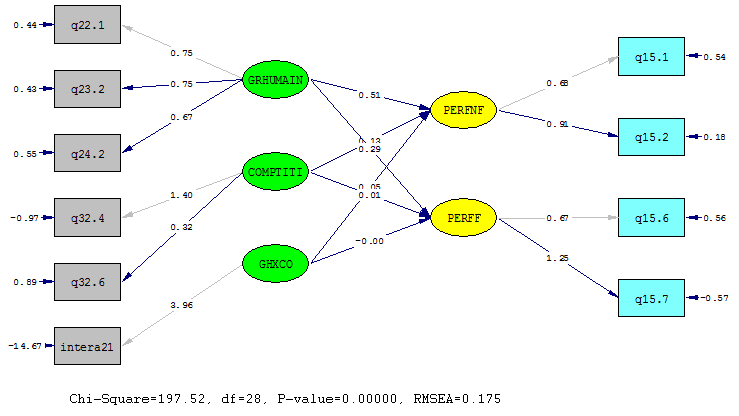 0.44 q22.1
0.43 q23.2
0.55 q24.2
-0.97 q32.4
0.89 q32.6
-14.67 intera21
0.75
0.75
0.67
1.40
0.32
3.96
GRHUMAIN
COMPTITI
GHXCO
0.51
0.13
0.29
0.05
0.01
-0.00
PERFNF
PERFF
0.68
0.91
0.67
1.25
q15.1 0.54
q15.2 0.18
q15.6 0.56
q15.7 -0.57
Chi-Square=197.52, df=28, P-value=0.00000, RMSEA=0.175